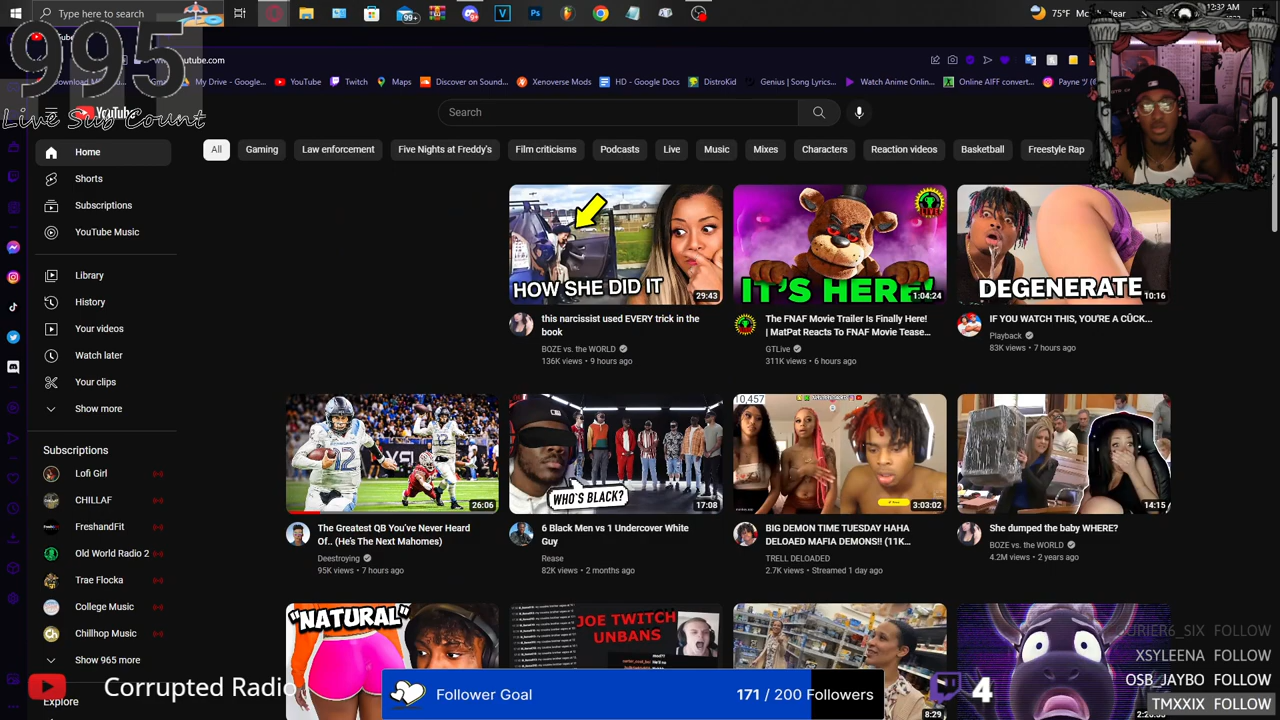 Type here to search
99+
75°F
12:32 AM
995
Live Sub Count
YouTube
My Drive - Google...
YouTube
Twitch
Maps
Discover on Sound...
Xenoverse Mods
HD - Google Docs
DistroKid
Genius | Song Lyrics...
Watch Anime Onlin...
Online AIFF convert...
Search
All
Gaming
Law enforcement
Five Nights at Freddy's
Film criticisms
Podcasts
Live
Music
Mixes
Characters
Reaction videos
Basketball
Freestyle Rap
Home
Shorts
Subscriptions
YouTube Music
Library
History
Your videos
Watch later
Your clips
Show more
Subscriptions
Lofi Girl
CHILLAF
FreshandFit
Old World Radio 2
Trae Flocka
College Music
Chillhop Music
Show 965 more
Explore
HOW SHE DID IT
29:43
this narcissist used EVERY trick in the
book
BOZE vs. the WORLD
136K views • 9 hours ago
IT'S HERE!
1:04:24
The FNAF Movie Trailer Is Finally Here!
| MatPat Reacts To FNAF Movie Tease...
GTLive
311K views • 6 hours ago
DEGENERATE
10:16
IF YOU WATCH THIS, YOU'RE A CÜCK...
Playback
83K views • 7 hours ago
26:06
The Greatest QB You've Never Heard
Of.. (He's The Next Mahomes)
Deestroying
95K views • 7 hours ago
WHO'S BLACK?
17:08
6 Black Men vs 1 Undercover White
Guy
Rease
82K views • 2 months ago
10,457
3:03:02
BIG DEMON TIME TUESDAY HAHA
DELOAED MAFIA DEMONS!! (11K...
TRELL DELOADED
2.7K views • Streamed 1 day ago
14:15
She dumped the baby WHERE?
BOZE vs. the WORLD
4.2M views • 2 years ago
"NATURAL"
JOE TWITCH
UNBANS
8:29
Corrupted Radio
Follower Goal
171 / 200 Followers
4
FOLLOW
XSYLEENA FOLLOW
OSB_JAYBO FOLLOW
TMXXIX FOLLOW